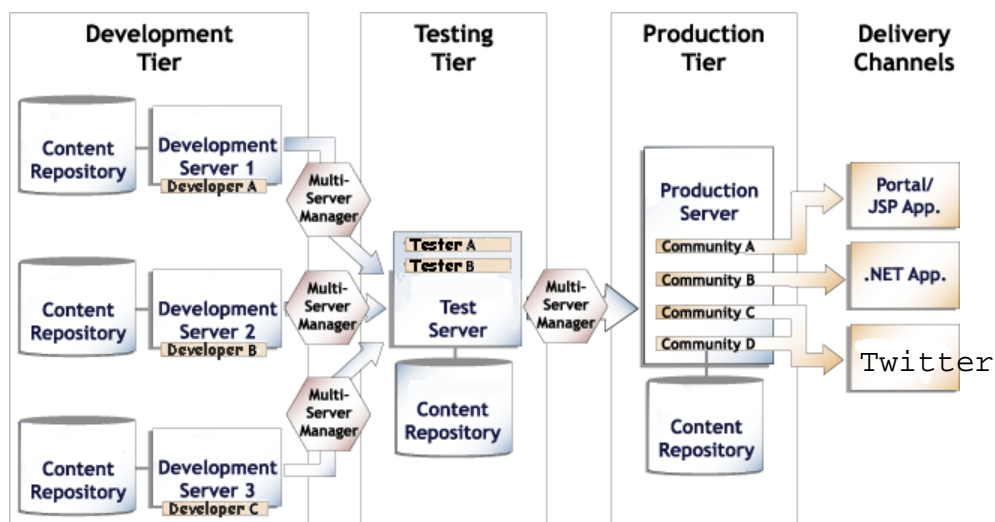 Development
Tier
Testing
Tier
Production
Tier
Delivery
Channels
Content
Repository
Development
Server 1
Developer A
Multi-
Server
Manager
Content
Repository
Development
Server 2
Developer B
Multi-
Server
Manager
Content
Repository
Development
Server 3
Developer C
Multi-
Server
Manager
Tester A
Tester B
Test
Server
Content
Repository
Multi-
Server
Manager
Production
Server
Community A
Community B
Community C
Community D
Content
Repository
Portal/
JSP App.
.NET App.
Twitter